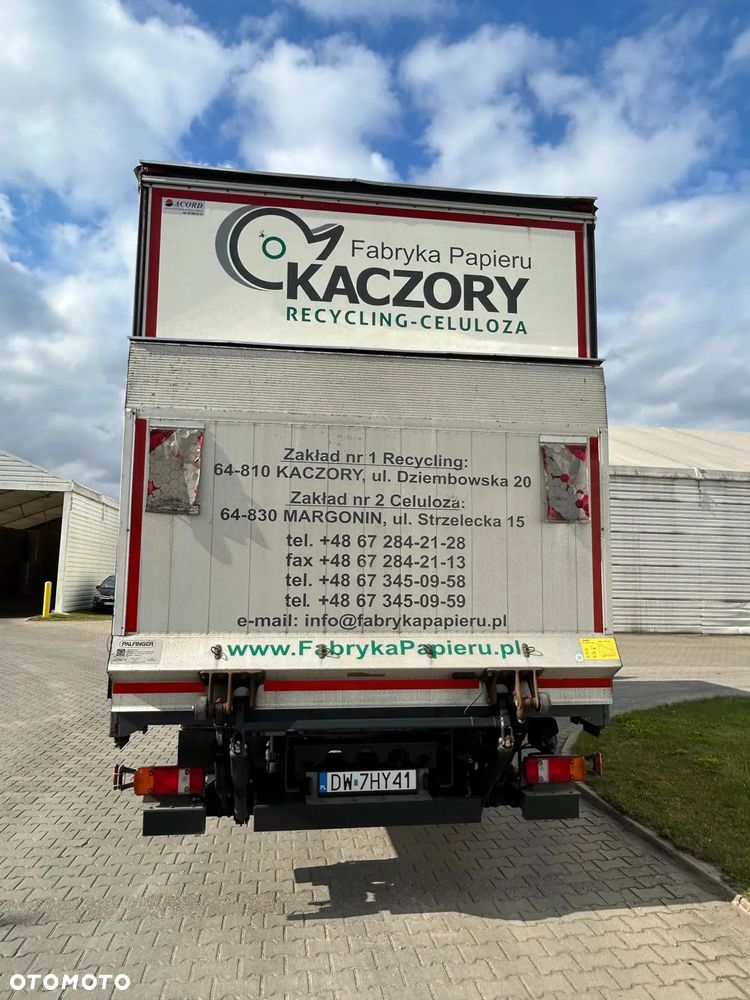 ACORD
Fabryka Papieru
KACZORY
RECYCLING-CELULOZA
Zakład nr 1 Recycling:
64-810 KACZORY, ul. Dziembowska 20
Zakład nr 2 Celuloza:
64-830 MARGONIN, ul. Strzelecka 15
tel. +48 67 284-21-28
fax +48 67 284-21-13
tel. +48 67 345-09-58
tel. +48 67 345-09-59
e-mail: info@fabrykapapieru.pl
www.FabrykaPapieru.pl
PALFINGER
PL DW 7HY41
OTOMOTO